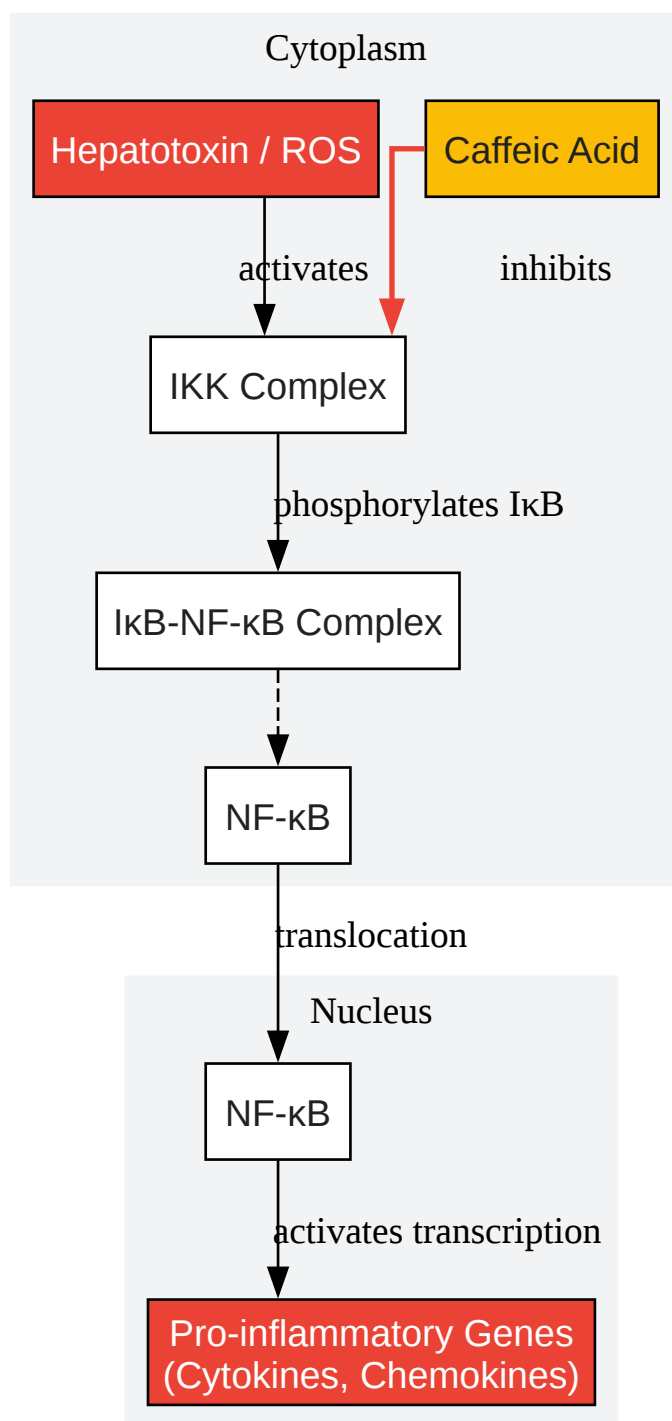 Cytoplasm
Hepatotoxin / ROS
Caffeic Acid
activates
inhibits
IKK Complex
phosphorylates IκB
IκB-NF-κB Complex
NF-κB
translocation
Nucleus
NF-κB
activates transcription
Pro-inflammatory Genes
(Cytokines, Chemokines)